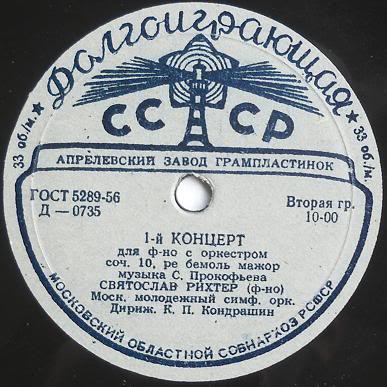 Долгоиграющая
33 об/м.
33 об./м.
СССР
АПРЕЛЕВСКИЙ ЗАВОД ГРАМПЛАСТИНОК
ГОСТ 5289-56
Д — 0735
Вторая гр.
10-00
1-й КОНЦЕРТ
для ф-но с оркестром
соч. 10, ре бемоль мажор
музыка С. Прокофьева
СВЯТОСЛАВ РИХТЕР (ф-но)
Моск. молодежный симф. орк.
Дириж. К. П. Кондрашин
МОСКОВСКИЙ ОБЛАСТНОЙ СОВНАРХОЗ РСФСР